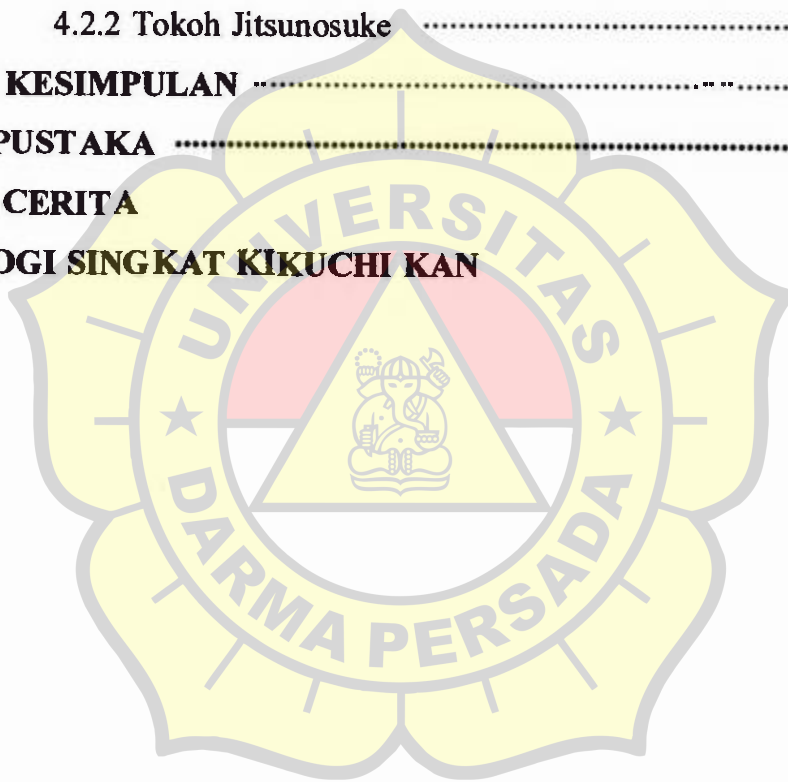 4.2.2 Tokoh Jitsunosuke
KESIMPULAN
PUSTAKA
CERITA
OGI SINGKAT KIKUCHI KAN
UNIVERSITAS
DARMA PERSADA